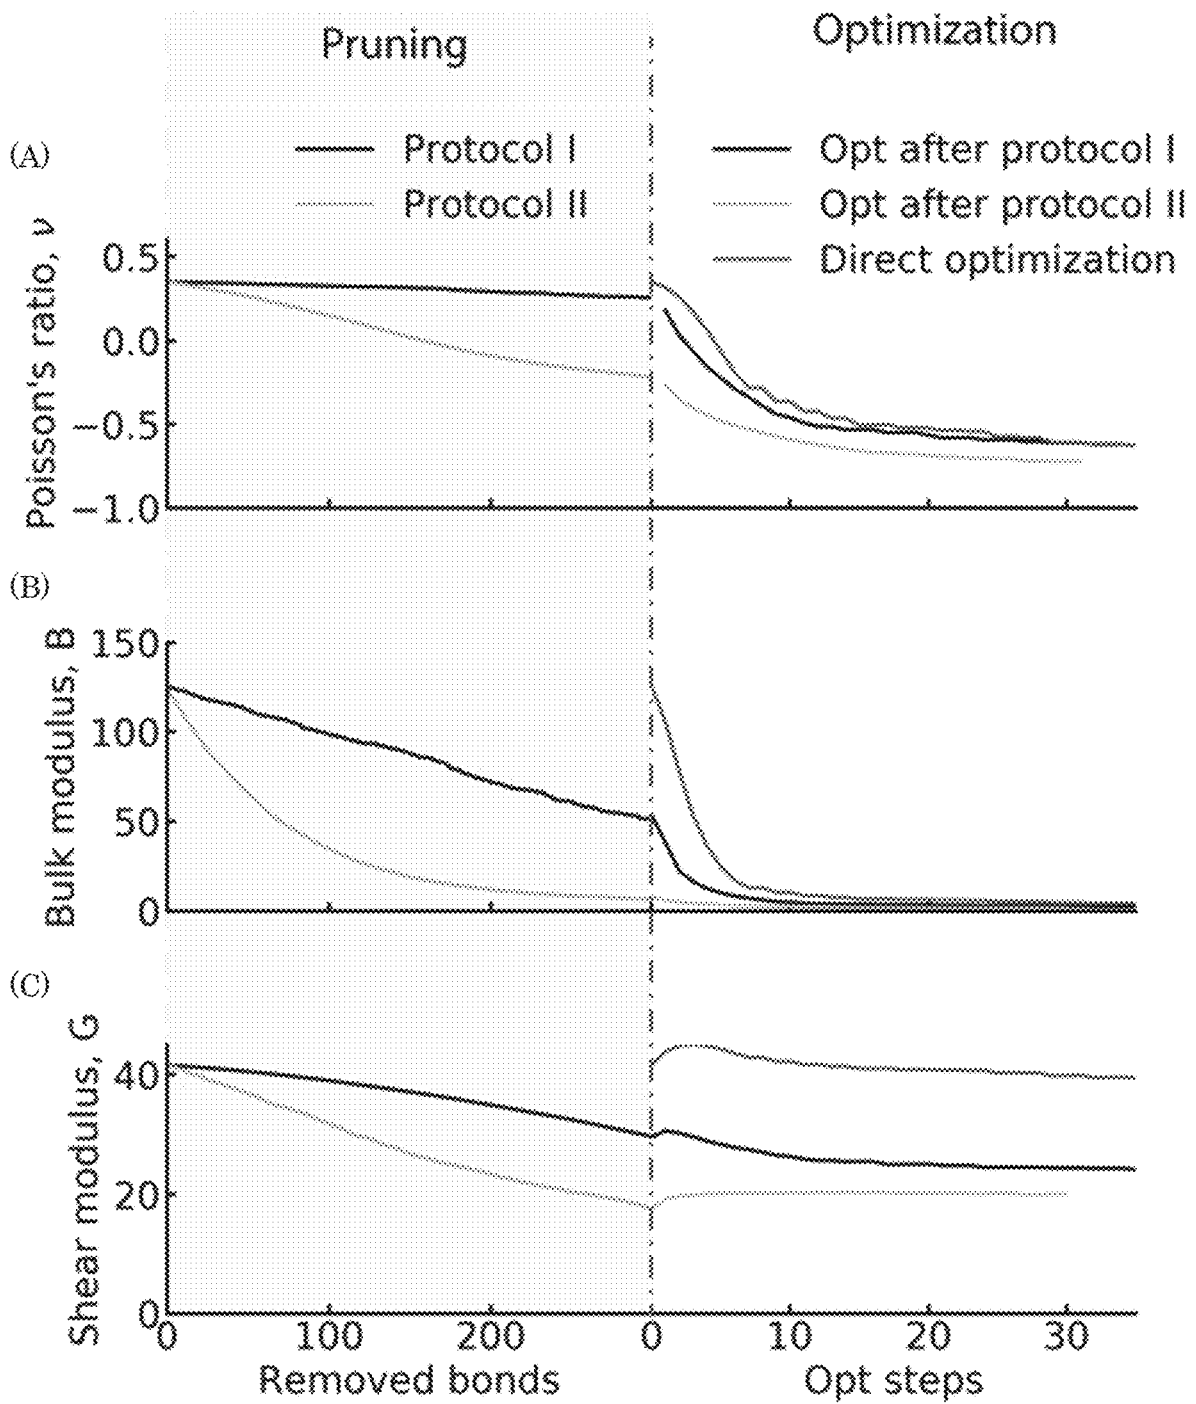 Pruning
Optimization
(A)
Protocol I
Protocol II
Opt after protocol I
Opt after protocol II
Direct optimization
Poisson's ratio, ν
0.5
0.0
−0.5
−1.0
(B)
Bulk modulus, B
150
100
50
0
(C)
Shear modulus, G
40
20
0
0 100 200 0 10 20 30
Removed bonds
Opt steps